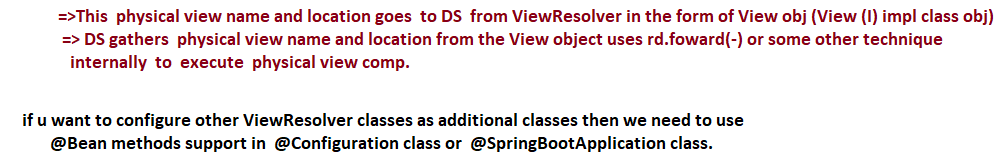 =>This physical view name and location goes to DS from ViewResolver in the form of View obj (View (I) impl class obj)
=> DS gathers physical view name and location from the View object uses rd.foward(-) or some other technique
internally to execute physical view comp.
if u want to configure other ViewResolver classes as additional classes then we need to use
@Bean methods support in @Configuration class or @SpringBootApplication class.